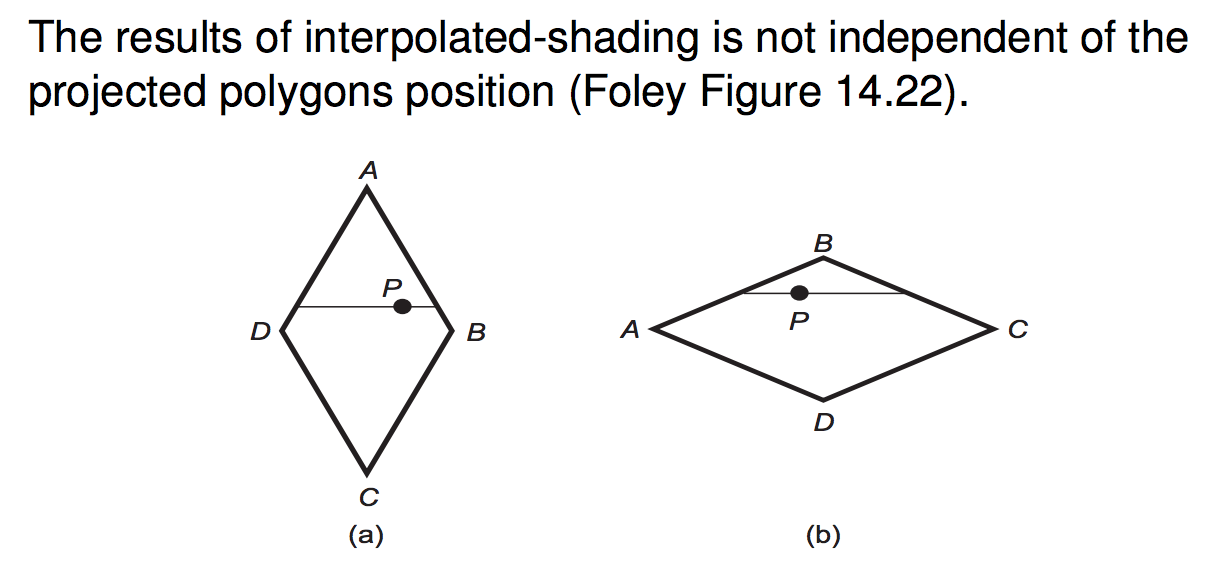 The results of interpolated-shading is not independent of the
projected polygons position (Foley Figure 14.22).
A
P
D
B
C
(a)
B
P
A
C
D
(b)